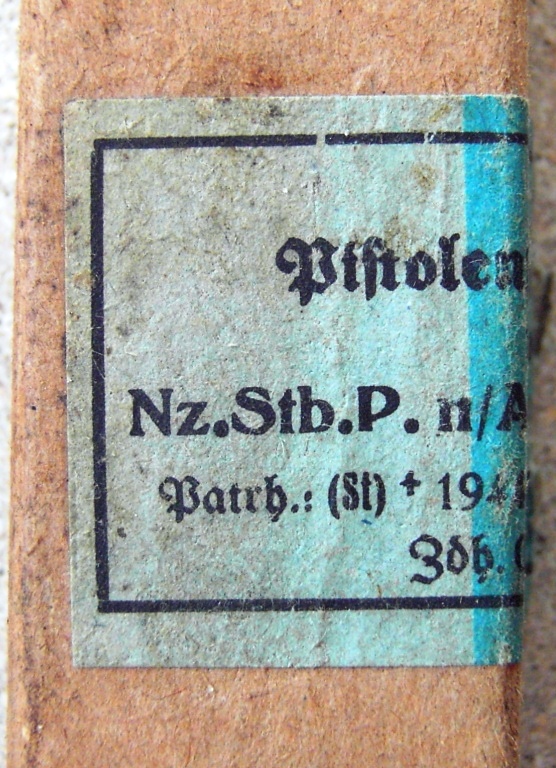 Pistolen
Nz.Stb.P. n/A
Patrh.: (St) + 194
Zdh.